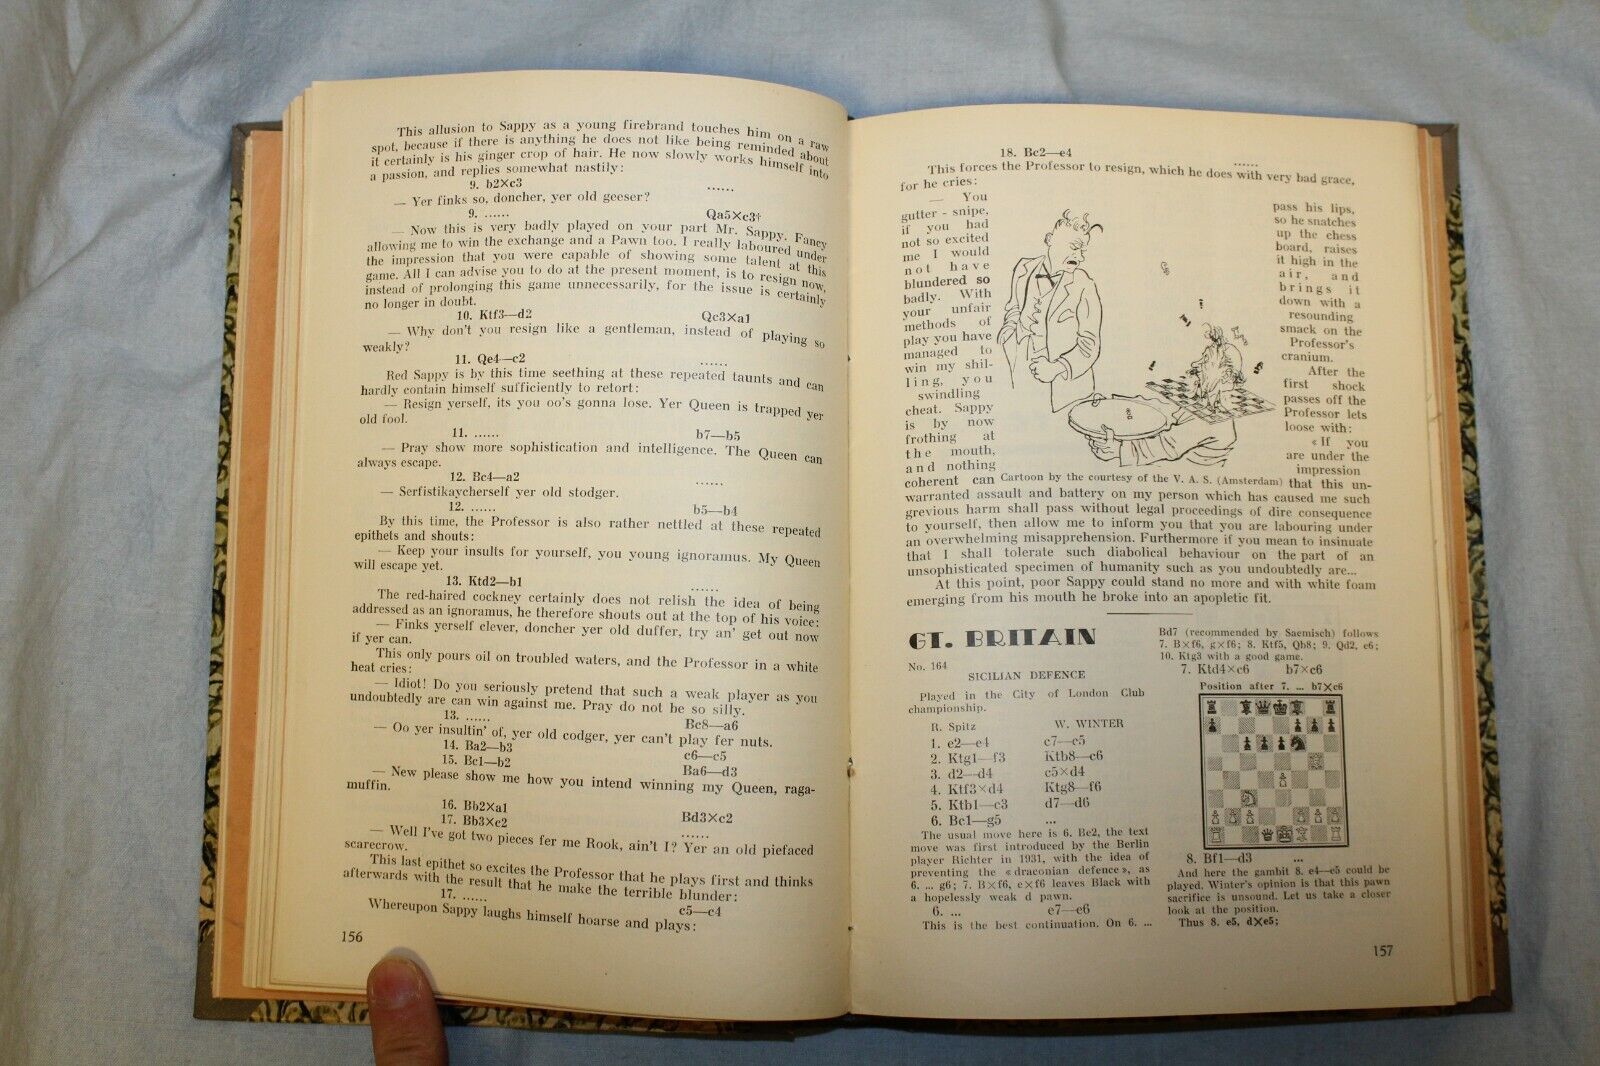 This allusion to Sappy as a young firebrand touches him on a raw
spot, because if there is anything he does not like being reminded about
it certainly is his ginger crop of hair. He now slowly works himself into
a passion, and replies somewhat nastily:
9. b2×c3 ......
— Yer finks so, doncher, yer old geeser?
9. ...... Qa5×c3†
— Now this is very badly played on your part Mr. Sappy. Fancy
allowing me to win the exchange and a Pawn too. I really laboured under
the impression that you were capable of showing some talent at this
game. All I can advise you to do at the present moment, is to resign now,
instead of prolonging this game unnecessarily, for the issue is certainly
no longer in doubt.
10. Ktf3—d2 Qc3×a1
— Why don't you resign like a gentleman, instead of playing so
weakly?
11. Qe4—c2 ......
Red Sappy is by this time seething at these repeated taunts and can
hardly contain himself sufficiently to retort:
— Resign yerself, its you oo's gonna lose. Yer Queen is trapped yer
old fool.
11. ...... b7—b5
— Pray show more sophistication and intelligence. The Queen can
always escape.
12. Bc4—a2 ......
— Serfistikaycherself yer old stodger.
12. ...... b5—b4
By this time, the Professor is also rather nettled at these repeated
epithets and shouts:
— Keep your insults for yourself, you young ignoramus. My Queen
will escape yet.
13. Ktd2—b1 ......
The red-haired cockney certainly does not relish the idea of being
addressed as an ignoramus, he therefore shouts out at the top of his voice:
— Finks yerself clever, doncher yer old duffer, try an' get out now
if yer can.
This only pours oil on troubled waters, and the Professor in a white
heat cries:
— Idiot! Do you seriously pretend that such a weak player as you
undoubtedly are can win against me. Pray do not be so silly.
13. ...... Bc8—a6
— Oo yer insultin' of, yer old codger, yer can't play fer nuts.
14. Ba2—b3 c6—c5
15. Bc1—b2 Ba6—d3
— New please show me how you intend winning my Queen, raga-
muffin.
16. Bb2×a1 Bd3×c2
17. Bb3×c2 ......
— Well I've got two pieces fer me Rook, ain't I? Yer an old piefaced
scarecrow.
This last epithet so excites the Professor that he plays first and thinks
afterwards with the result that he make the terrible blunder:
17. ...... c5—c4
Whereupon Sappy laughs himself hoarse and plays:
156
18. Bc2—e4 ......
This forces the Professor to resign, which he does with very bad grace,
for he cries:
— You
gutter - snipe,
if you had
not so excited
me I would
not have
blundered so
badly. With
your unfair
methods of
play you have
managed to
win my shil-
ling, you
swindling
cheat. Sappy
is by now
frothing at
the mouth,
and nothing
coherent can
pass his lips,
so he snatches
up the chess
board, raises
it high in the
air, and
brings it
down with a
resounding
smack on the
Professor's
cranium.
After the
first shock
passes off the
Professor lets
loose with:
«If you
are under the
impression
Cartoon by the courtesy of the V. A. S. (Amsterdam)
that this un-
warranted assault and battery on my person which has caused me such
grevious harm shall pass without legal proceedings of dire consequence
to yourself, then allow me to inform you that you are labouring under
an overwhelming misapprehension. Furthermore if you mean to insinuate
that I shall tolerate such diabolical behaviour on the part of an
unsophisticated specimen of humanity such as you undoubtedly are...
At this point, poor Sappy could stand no more and with white foam
emerging from his mouth he broke into an apopletic fit.
GT. BRITAIN
No. 164
SICILIAN DEFENCE
Played in the City of London Club
championship.
R. Spitz W. WINTER
1. e2—e4 c7—c5
2. Ktg1—f3 Ktb8—c6
3. d2—d4 c5×d4
4. Ktf3×d4 Ktg8—f6
5. Ktb1—c3 d7—d6
6. Bc1—g5 ...
The usual move here is 6. Be2, the text
move was first introduced by the Berlin
player Richter in 1931, with the idea of
preventing the «draconian defence», as
6. ... g6; 7. B×f6, e×f6 leaves Black with
a hopelessly weak d pawn.
6. ... e7—e6
This is the best continuation. On 6. ...
Bd7 (recommended by Saemisch) follows
7. B×f6, g×f6; 8. Ktf5, Qb8; 9. Qd2, e6;
10. Ktg3 with a good game.
7. Ktd4×c6 b7×c6
Position after 7. ... b7×c6
8. Bf1—d3 ...
And here the gambit 8. e4—e5 could be
played. Winter's opinion is that this pawn
sacrifice is unsound. Let us take a closer
look at the position.
Thus 8. e5, d×e5;
157